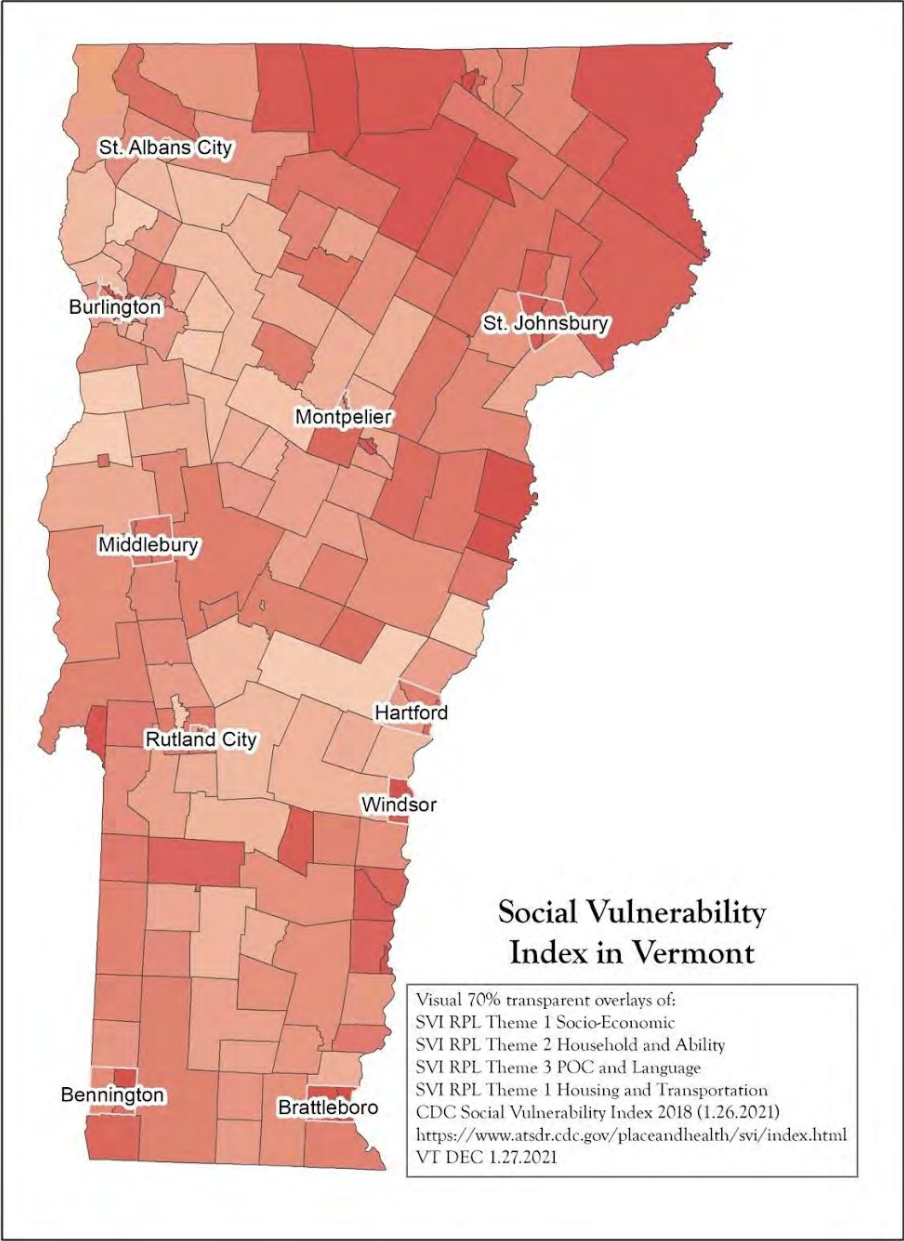 St. Albans City
Burlington
St. Johnsbury
Montpelier
Middlebury
Hartford
Rutland City
Windsor
Bennington
Brattleboro
Social Vulnerability
Index in Vermont
Visual 70% transparent overlays of:
SVI RPL Theme 1 Socio-Economic
SVI RPL Theme 2 Household and Ability
SVI RPL Theme 3 POC and Language
SVI RPL Theme 1 Housing and Transportation
CDC Social Vulnerability Index 2018 (1.26.2021)
https://www.atsdr.cdc.gov/placeandhealth/svi/index.html
VT DEC 1.27.2021